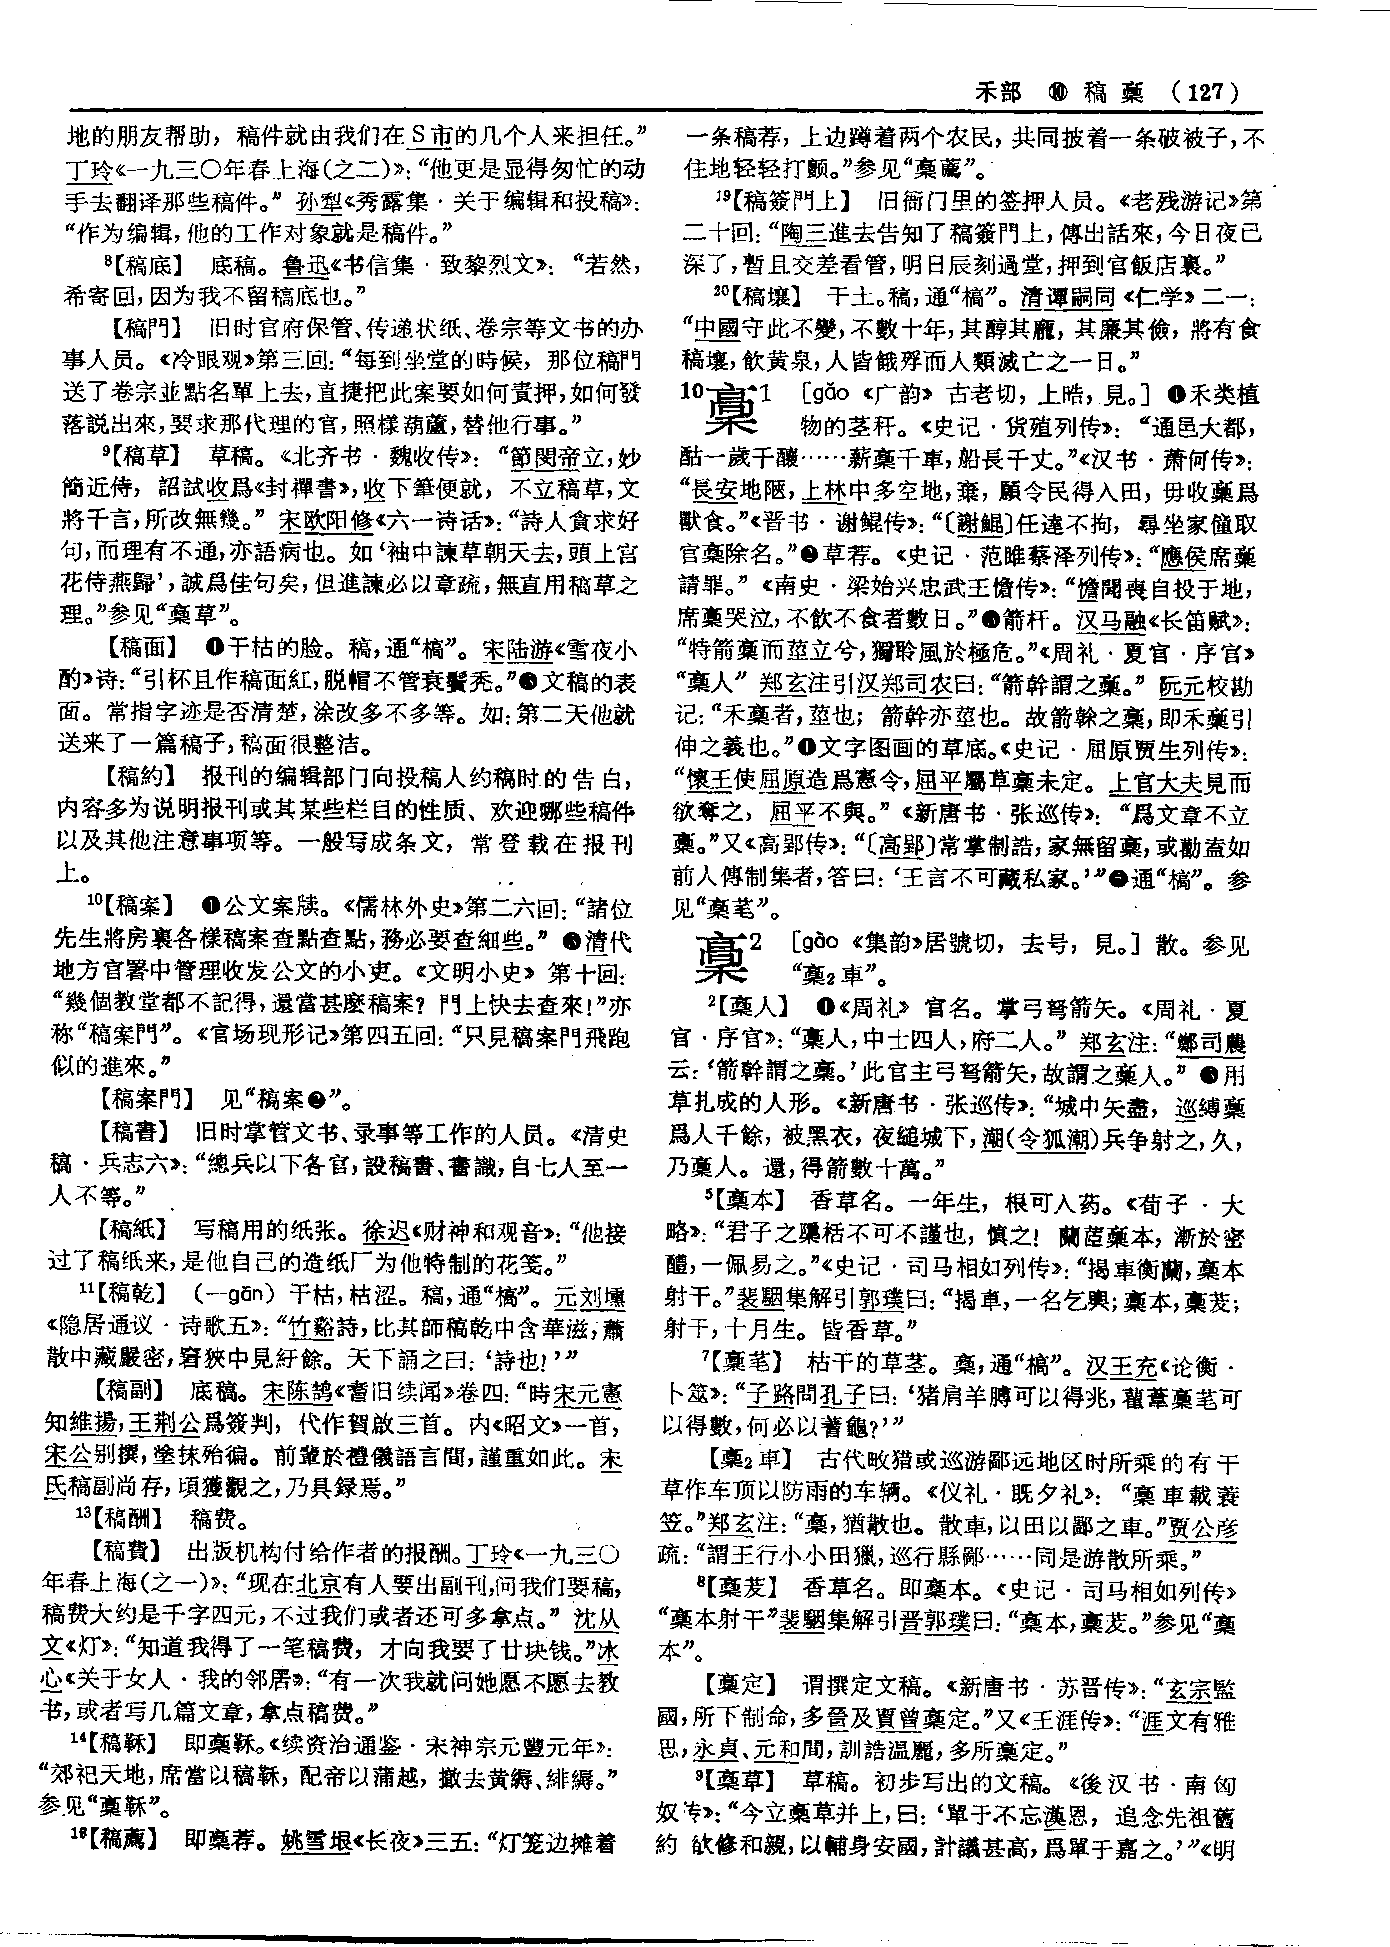 禾部 ⑩ 稿 稾 (127)
地的朋友帮助，稿件就由我们在S市的几个人来担任。”
丁玲《一九三〇年春上海(之二)》：“他更是显得匆忙的动
手去翻译那些稿件。” 孙犁《秀露集·关于编辑和投稿》：
“作为编辑，他的工作对象就是稿件。”
⁸【稿底】 底稿。鲁迅《书信集·致黎烈文》：“若然，
希寄回，因为我不留稿底也。”
【稿門】 旧时官府保管、传递状纸、卷宗等文书的办
事人员。《冷眼观》第三回：“每到坐堂的時候，那位稿門
送了卷宗並點名單上去，直捷把此案要如何責押，如何發
落説出來，要求那代理的官，照樣葫蘆，替他行事。”
⁹【稿草】 草稿。《北齐书·魏收传》：“節閔帝立，妙
簡近侍，詔試收爲《封禪書》，收下筆便就，不立稿草，文
將千言，所改無幾。” 宋欧阳修《六一诗话》：“詩人貪求好
句，而理有不通，亦語病也。如‘袖中諫草朝天去，頭上宫
花侍燕歸’，誠爲佳句矣，但進諫必以章疏，無直用稿草之
理。”参见“稾草”。
【稿面】 ❶干枯的脸。稿，通“槁”。宋陆游《雪夜小
酌》诗：“引杯且作稿面紅，脱帽不管衰鬢秃。”❷文稿的表
面。常指字迹是否清楚，涂改多不多等。如：第二天他就
送来了一篇稿子，稿面很整洁。
【稿約】 报刊的编辑部门向投稿人约稿时的告白，
内容多为说明报刊或其某些栏目的性质、欢迎哪些稿件
以及其他注意事项等。一般写成条文，常登载在报刊
上。
¹⁰【稿案】 ❶公文案牍。《儒林外史》第二六回：“諸位
先生將房裏各樣稿案查點查點，務必要查細些。” ❷清代
地方官署中管理收发公文的小吏。《文明小史》第十回：
“幾個教堂都不記得，還當甚麽稿案？門上快去查來！”亦
称“稿案門”。《官场现形记》第四五回：“只見稿案門飛跑
似的進來。”
【稿案門】 见“稿案❷”。
【稿書】 旧时掌管文书、录事等工作的人员。《清史
稿·兵志六》：“總兵以下各官，設稿書、書識，自七人至一
人不等。”
【稿紙】 写稿用的纸张。徐迟《财神和观音》：“他接
过了稿纸来，是他自己的造纸厂为他特制的花笺。”
¹¹【稿乾】 （—gān）干枯，枯涩。稿，通“槁”。元刘壎
《隐居通议·诗歌五》：“竹谿詩，比其師稿乾中含華滋，蕭
散中藏嚴密，窘狹中見紆餘。天下誦之曰：‘詩也！’”
【稿副】 底稿。宋陈鹄《耆旧续闻》卷四：“時宋元憲
知維揚，王荆公爲簽判，代作賀啟三首。内《昭文》一首，
宋公别撰，塗抹殆徧。前輩於禮儀語言間，謹重如此。宋
氏稿副尚存，頃獲觀之，乃具録焉。”
¹³【稿酬】 稿费。
【稿費】 出版机构付给作者的报酬。丁玲《一九三〇
年春上海(之一)》：“现在北京有人要出副刊，问我们要稿，
稿费大约是千字四元，不过我们或者还可多拿点。” 沈从
文《灯》：“知道我得了一笔稿费，才向我要了廿块钱。”冰
心《关于女人·我的邻居》：“有一次我就问她愿不愿去教
书，或者写几篇文章，拿点稿费。”
¹⁴【稿鞂】 即稾鞂。《续资治通鉴·宋神宗元豐元年》：
“郊祀天地，席當以稿鞂，配帝以蒲越，撤去黄縟、緋縟。”
参见“稾鞂”。
¹⁶【稿薦】 即稾荐。姚雪垠《长夜》三五：“灯笼边摊着
一条稿荐，上边蹲着两个农民，共同披着一条破被子，不
住地轻轻打颤。”参见“稾薦”。
¹⁹【稿簽門上】 旧衙门里的签押人员。《老残游记》第
二十回：“陶三進去告知了稿簽門上，傳出話來，今日夜已
深了，暫且交差看管，明日辰刻過堂，押到官飯店裏。”
²⁰【稿壤】 干土。稿，通“槁”。清谭嗣同《仁学》二一：
“中國守此不變，不數十年，其醇其龐，其廉其儉，將有食
稿壤，飲黄泉，人皆餓殍而人類滅亡之一日。”
10稾1 [gǎo 《广韵》古老切，上晧，見。] ❶禾类植
物的茎秆。《史记·货殖列传》：“通邑大都，
酤一歲千釀……薪稾千車，船長千丈。”《汉书·萧何传》：
“長安地陿，上林中多空地，棄，願令民得入田，毋收稾爲
獸食。”《晋书·谢鲲传》：“〔謝鯤〕任達不拘，尋坐家僮取
官稾除名。”❷草荐。《史记·范雎蔡泽列传》：“應侯席稾
請罪。” 《南史·梁始兴忠武王憺传》：“憺聞喪自投于地，
席稾哭泣，不飲不食者數日。”❸箭杆。汉马融《长笛赋》：
“特箭稾而莖立兮，獨聆風於極危。”《周礼·夏官·序官》
“稾人” 郑玄注引汉郑司农曰：“箭幹謂之稾。” 阮元校勘
记：“禾稾者，莖也；箭幹亦莖也。故箭榦之稾，即禾稾引
伸之義也。”❹文字图画的草底。《史记·屈原贾生列传》：
“懷王使屈原造爲憲令，屈平屬草稾未定。上官大夫見而
欲奪之，屈平不與。” 《新唐书·张巡传》：“爲文章不立
稾。”又《高郢传》：“〔高郢〕常掌制誥，家無留稾，或勸盍如
前人傳制集者，答曰：‘王言不可藏私家。’”❺通“槁”。参
见“稾芼”。
稾2 [gào 《集韵》居號切，去号，見。] 散。参见
“稾₂車”。
²【稾人】 ❶《周礼》官名。掌弓弩箭矢。《周礼·夏
官·序官》：“稾人，中士四人，府二人。” 郑玄注：“鄭司農
云：‘箭幹謂之稾。’此官主弓弩箭矢，故謂之稾人。” ❷用
草扎成的人形。《新唐书·张巡传》：“城中矢盡，巡縛稾
爲人千餘，被黑衣，夜縋城下，潮(令狐潮)兵争射之，久，
乃稾人。還，得箭數十萬。”
⁵【稾本】 香草名。一年生，根可入药。《荀子·大
略》：“君子之檃栝不可不謹也，慎之！蘭茝稾本，漸於密
醴，一佩易之。”《史记·司马相如列传》：“揭車衡蘭，稾本
射干。”裴駰集解引郭璞曰：“揭車，一名乞輿；稾本，稾茇；
射干，十月生。皆香草。”
⁷【稾芼】 枯干的草茎。稾，通“槁”。汉王充《论衡·
卜筮》：“子路問孔子曰：‘猪肩羊膊可以得兆，雚葦稾芼可
以得數，何必以蓍龜？’”
【稾₂車】 古代畋猎或巡游鄙远地区时所乘的有干
草作车顶以防雨的车辆。《仪礼·既夕礼》：“稾車載蓑
笠。”郑玄注：“稾，猶散也。散車，以田以鄙之車。”贾公彦
疏：“謂王行小小田獵，巡行縣鄙……同是游散所乘。”
⁸【稾茇】 香草名。即稾本。《史记·司马相如列传》
“稾本射干”裴駰集解引晋郭璞曰：“稾本，稾茇。”参见“稾
本”。
【稾定】 谓撰定文稿。《新唐书·苏晋传》：“玄宗監
國，所下制命，多晉及賈曾稾定。”又《王涯传》：“涯文有雅
思，永貞、元和間，訓誥温麗，多所稾定。”
⁹【稾草】 草稿。初步写出的文稿。《後汉书·南匈
奴传》：“今立稾草并上，曰：‘單于不忘漢恩，追念先祖舊
約 欲修和親，以輔身安國，計議甚高，爲單于嘉之。’”《明